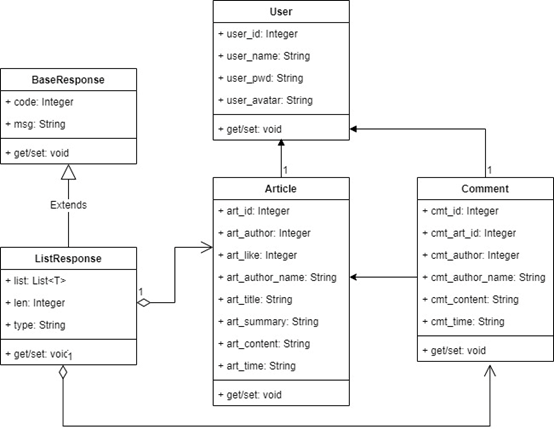 User
+ user_id: Integer
+ user_name: String
+ user_pwd: String
+ user_avatar: String
+ get/set: void
BaseResponse
+ code: Integer
+ msg: String
+ get/set: void
Extends
ListResponse
+ list: List<T>
+ len: Integer
+ type: String
+ get/set: void
1
1
1
Article
+ art_id: Integer
+ art_author: Integer
+ art_like: Integer
+ art_author_name: String
+ art_title: String
+ art_summary: String
+ art_content: String
+ art_time: String
+ get/set: void
1
Comment
+ cmt_id: Integer
+ cmt_art_id: Integer
+ cmt_author: Integer
+ cmt_author_name: String
+ cmt_content: String
+ cmt_time: String
+ get/set: void